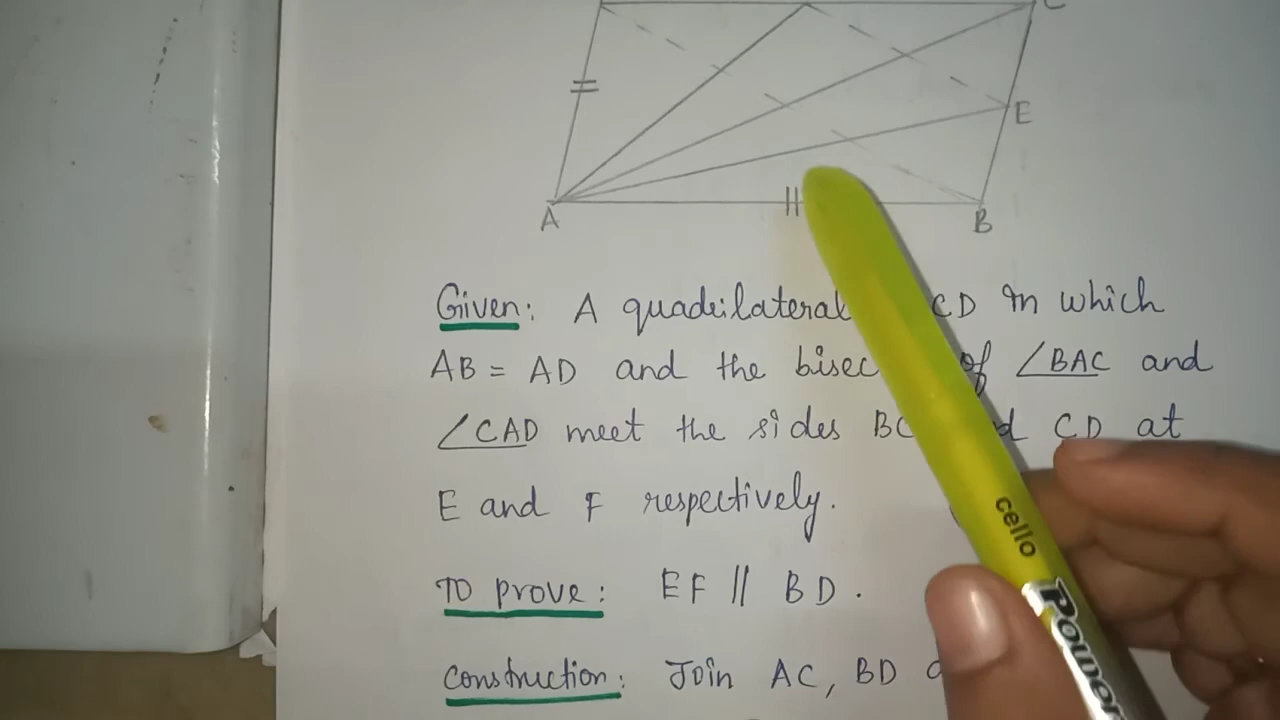 C
E
A
B
Given: A quadrilateral CD In which
AB = AD and the bisec of ∠BAC and
∠CAD meet the sides BC CD at
E and F respectively.
To prove: EF || BD.
construction: Join AC, BD
cello
Power